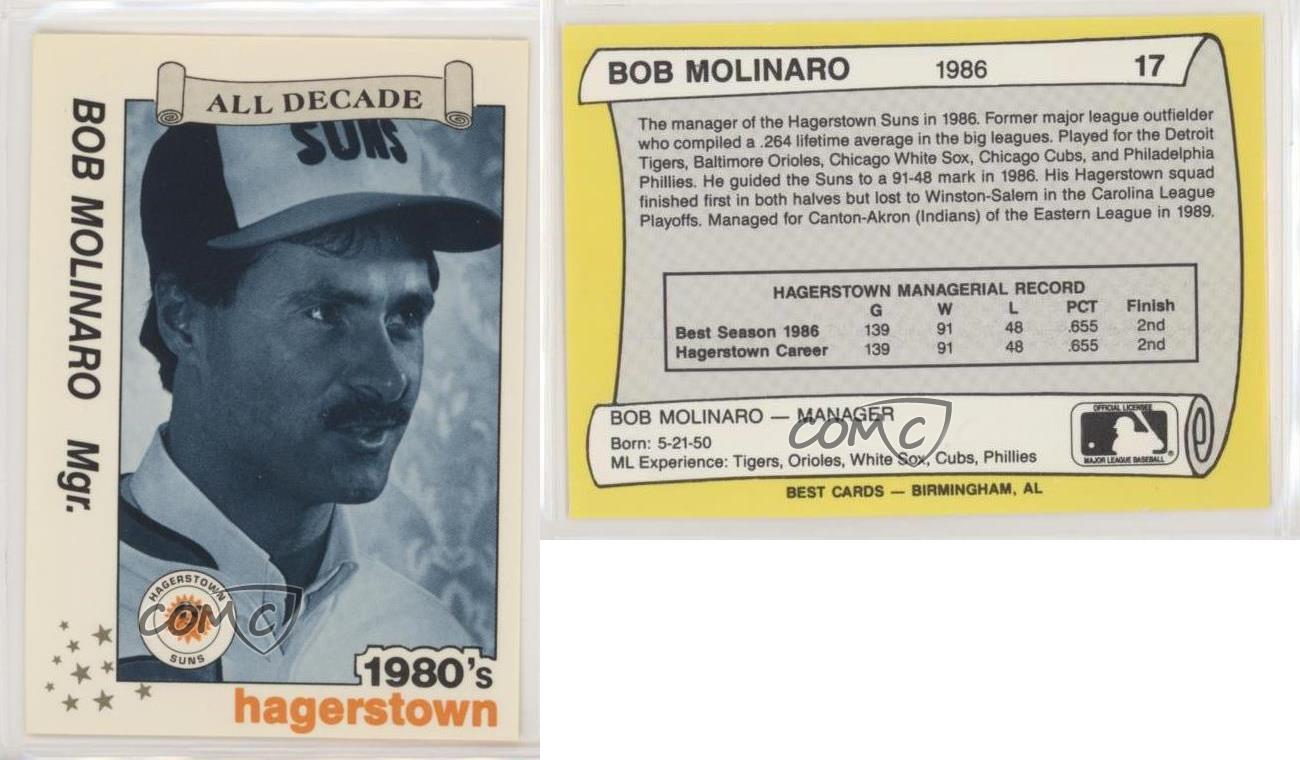 ALL DECADE
SUNS
BOB MOLINARO Mgr.
HAGERSTOWN
SUNS
COMC
1980's
hagerstown
BOB MOLINARO 1986 17
The manager of the Hagerstown Suns in 1986. Former major league outfielder
who compiled a .264 lifetime average in the big leagues. Played for the Detroit
Tigers, Baltimore Orioles, Chicago White Sox, Chicago Cubs, and Philadelphia
Phillies. He guided the Suns to a 91-48 mark in 1986. His Hagerstown squad
finished first in both halves but lost to Winston-Salem in the Carolina League
Playoffs. Managed for Canton-Akron (Indians) of the Eastern League in 1989.
HAGERSTOWN MANAGERIAL RECORD
G W L PCT Finish
Best Season 1986 139 91 48 .655 2nd
Hagerstown Career 139 91 48 .655 2nd
BOB MOLINARO — MANAGER
Born: 5-21-50
ML Experience: Tigers, Orioles, White Sox, Cubs, Phillies
COMC
OFFICIAL LICENSEE
MAJOR LEAGUE BASEBALL
BEST CARDS — BIRMINGHAM, AL